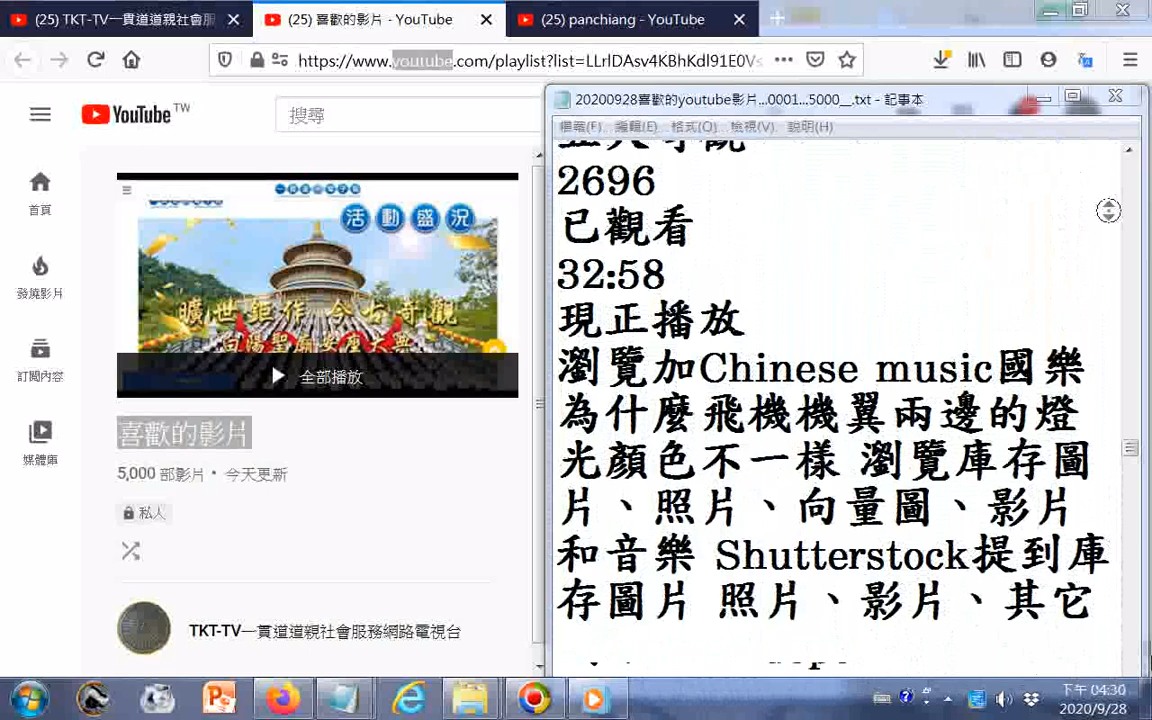 (25) TKT-TV一貫道道親社會服
(25) 喜歡的影片 - YouTube
(25) panchiang - YouTube
https://www.youtube.com/playlist?list=LLrlDAsv4KBhKdl91E0Vs
YouTube TW
搜尋
首頁
發燒影片
訂閱內容
媒體庫
活動盛況
曠世鉅作 今古奇觀
全部播放
喜歡的影片
5,000 部影片 • 今天更新
私人
TKT-TV一貫道道親社會服務網路電視台
20200928喜歡的youtube影片...0001...5000__.txt - 記事本
檔案(F) 編輯(E) 格式(O) 檢視(V) 說明(H)
2696
已觀看
32:58
現正播放
瀏覽加Chinese music國樂
為什麼飛機機翼兩邊的燈
光顏色不一樣 瀏覽庫存圖
片、照片、向量圖、影片
和音樂 Shutterstock提到庫
存圖片 照片、影片、其它
下午 04:30
2020/9/28